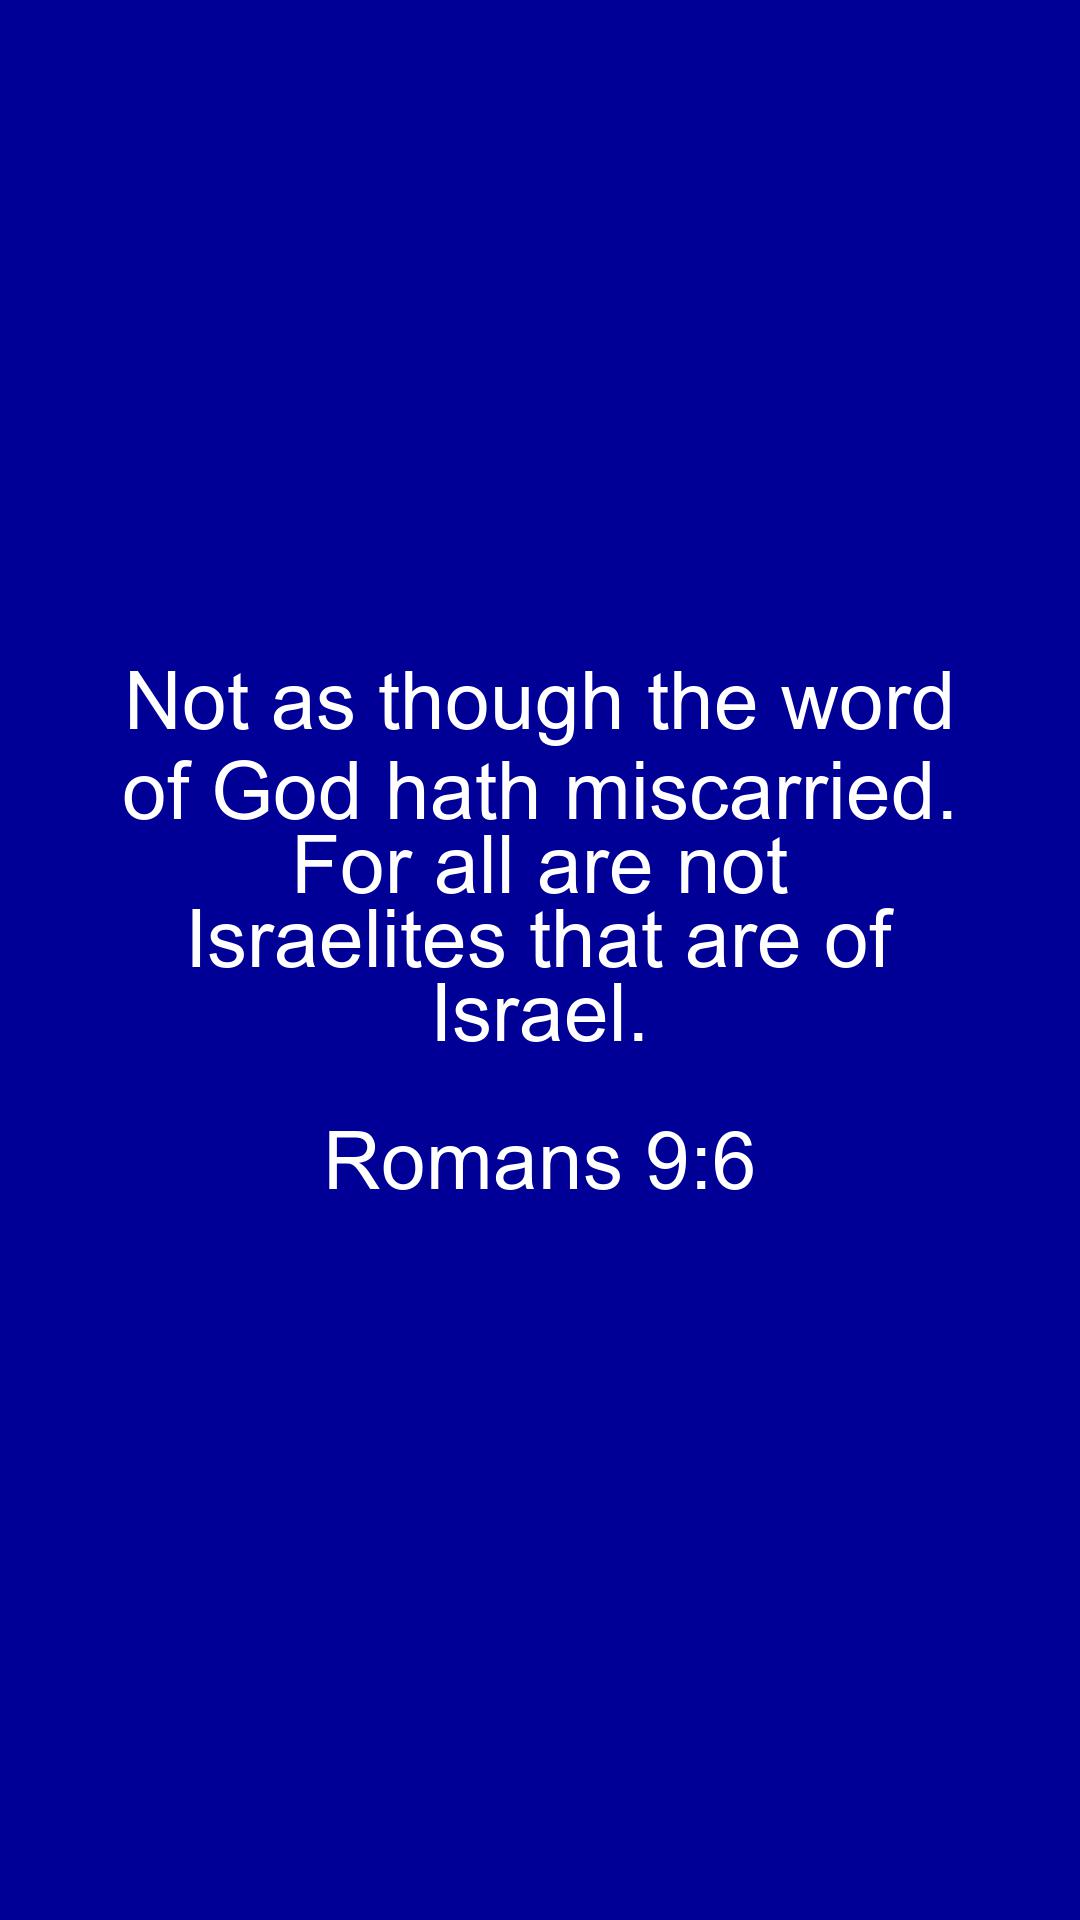 Not as though the word
of God hath miscarried.
For all are not
Israelites that are of
Israel.
Romans 9:6